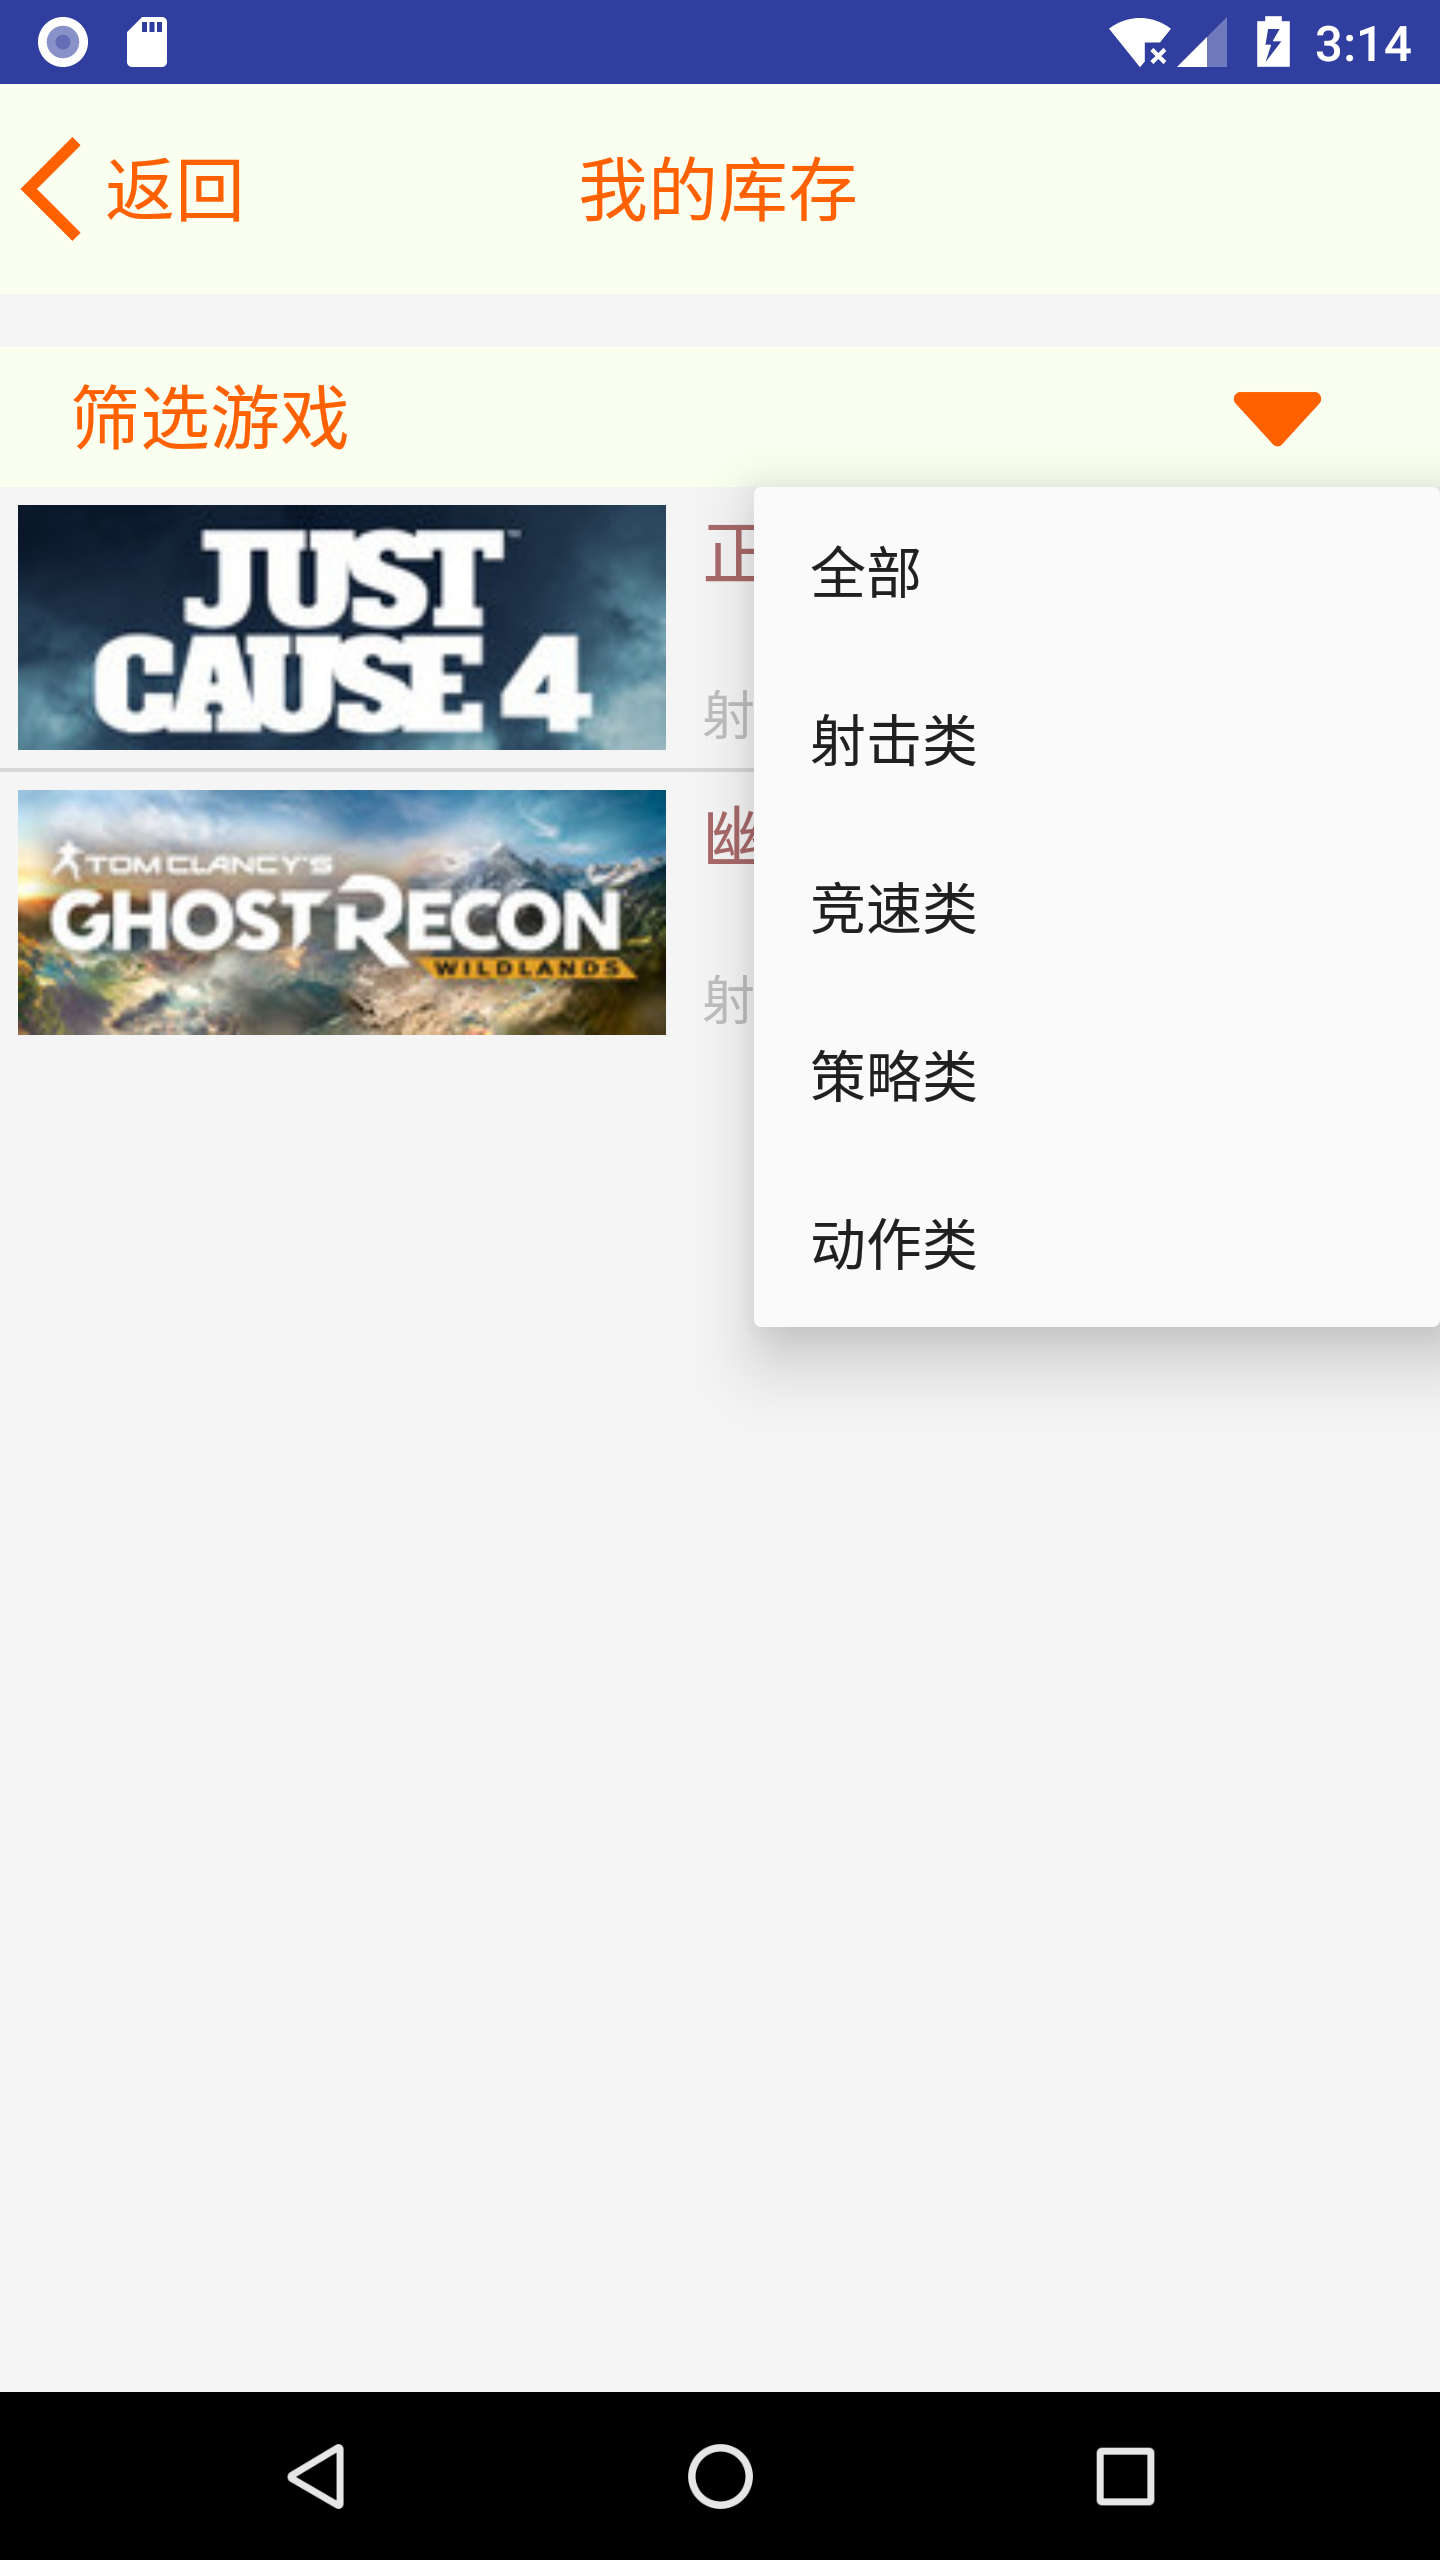 3:14
返回
我的库存
筛选游戏
JUST
CAUSE 4
正
射
TOM CLANCY'S
GHOST RECON
WILDLANDS
幽
射
全部
射击类
竞速类
策略类
动作类